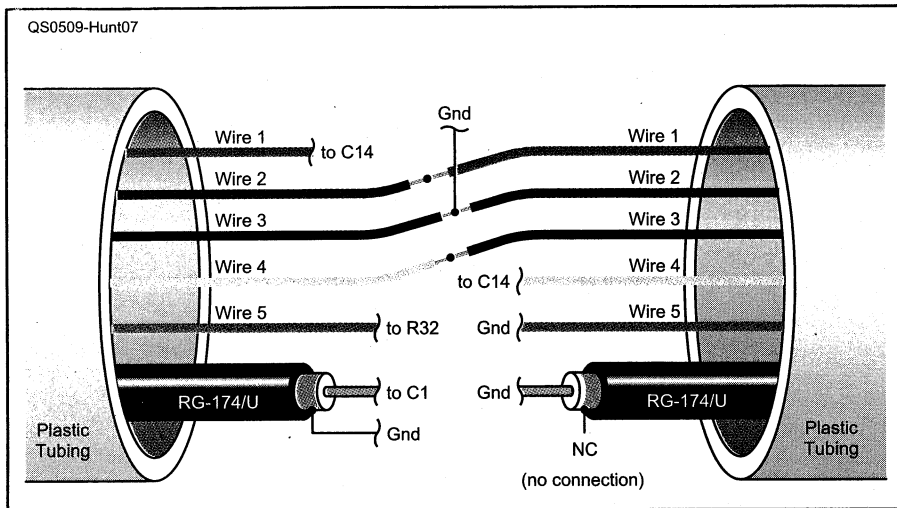 QS0509-Hunt07
Gnd
Wire 1
to C14
Wire 1
Wire 2
Wire 2
Wire 3
Wire 3
Wire 4
to C14
Wire 4
Wire 5
to R32
Gnd
Wire 5
RG-174/U
to C1
Gnd
RG-174/U
Gnd
Plastic
Tubing
NC
(no connection)
Plastic
Tubing